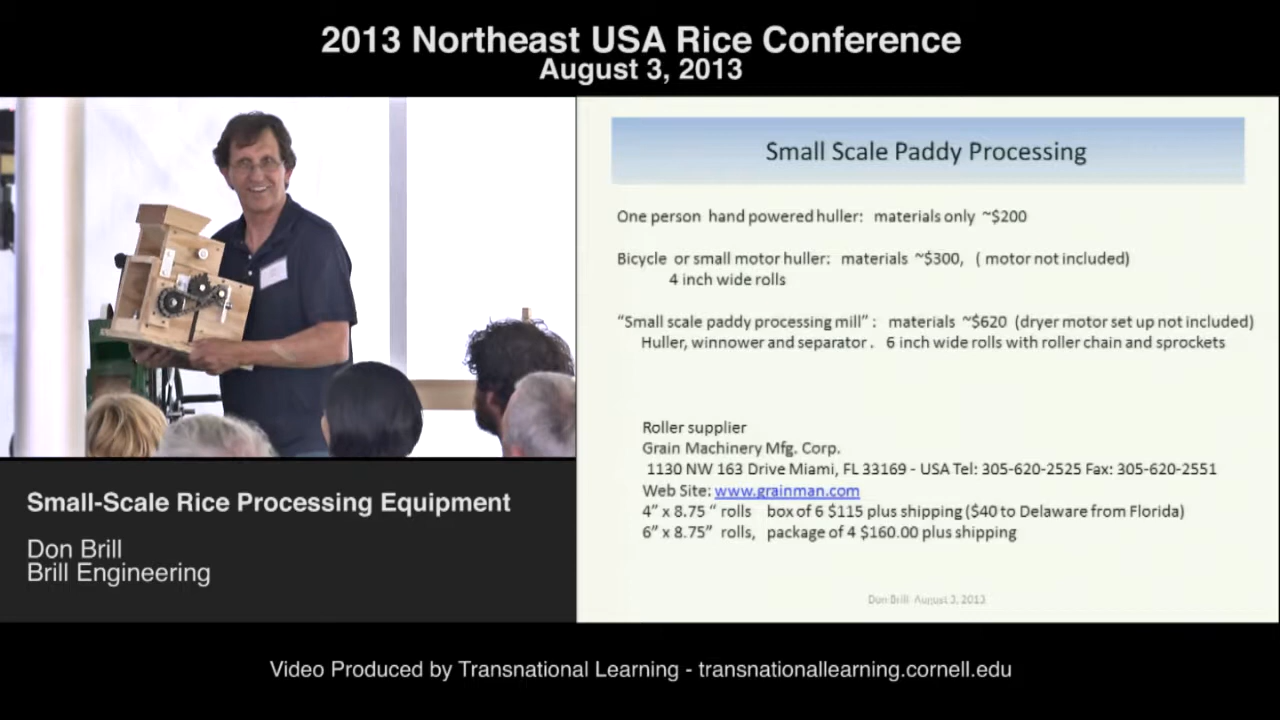 2013 Northeast USA Rice Conference
August 3, 2013
Small Scale Paddy Processing
One person hand powered huller: materials only ~$200
Bicycle or small motor huller: materials ~$300, ( motor not included)
4 inch wide rolls
“Small scale paddy processing mill” : materials ~$620 (dryer motor set up not included)
Huller, winnower and separator . 6 inch wide rolls with roller chain and sprockets
Roller supplier
Grain Machinery Mfg. Corp.
1130 NW 163 Drive Miami, FL 33169 - USA Tel: 305-620-2525 Fax: 305-620-2551
Web Site: www.grainman.com
4” x 8.75 “ rolls box of 6 $115 plus shipping ($40 to Delaware from Florida)
6” x 8.75” rolls, package of 4 $160.00 plus shipping
Don Brill August 3, 2013
Small-Scale Rice Processing Equipment
Don Brill
Brill Engineering
Video Produced by Transnational Learning - transnationallearning.cornell.edu